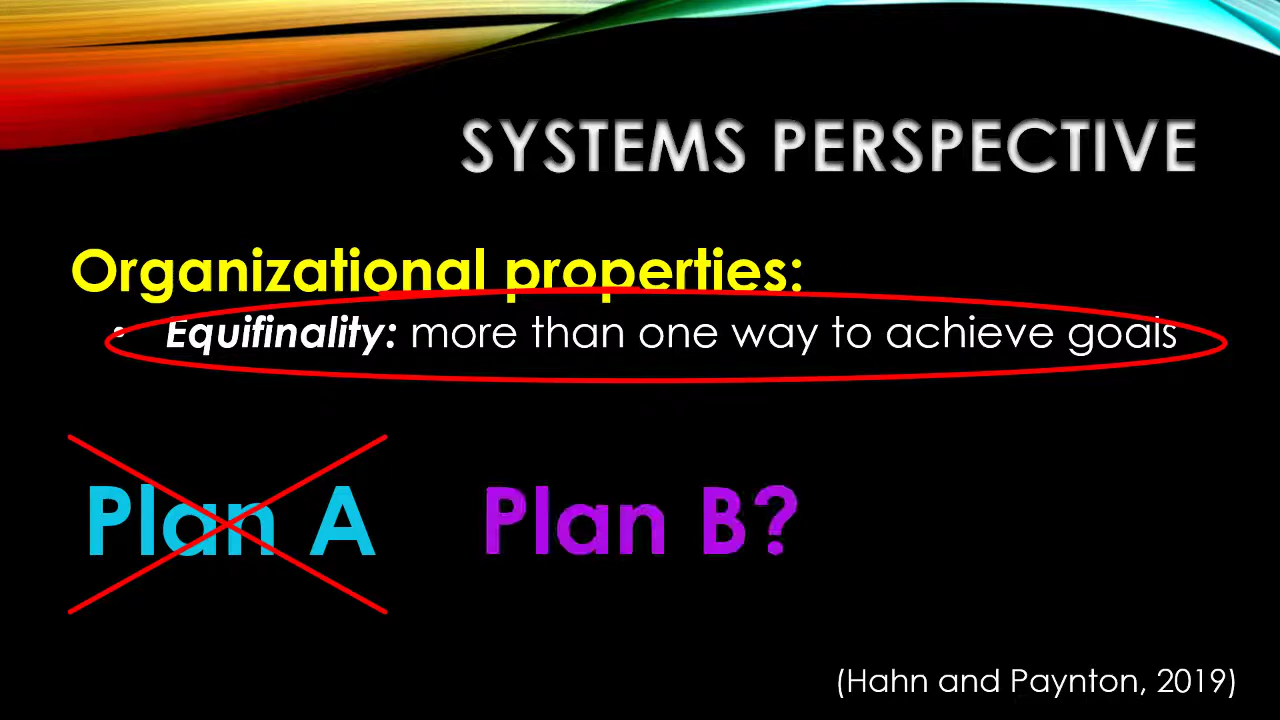 SYSTEMS PERSPECTIVE
Organizational properties:
• Equifinality: more than one way to achieve goals
Plan A Plan B?
(Hahn and Paynton, 2019)